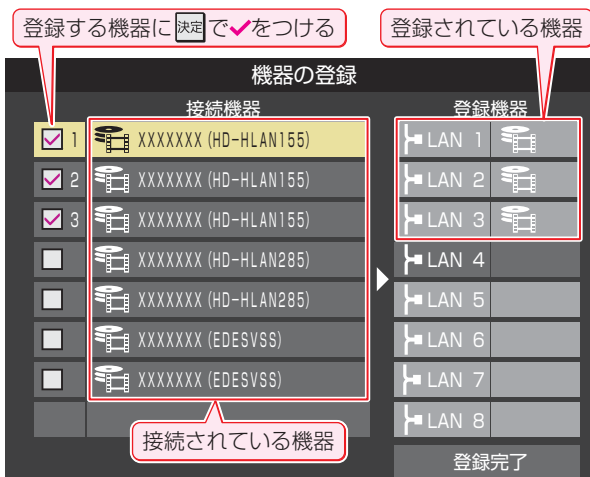 登録する機器に 決定 で✓をつける
登録されている機器
機器の登録
接続機器
登録機器
1 XXXXXXX (HD-HLAN155)
LAN 1
2 XXXXXXX (HD-HLAN155)
LAN 2
3 XXXXXXX (HD-HLAN155)
LAN 3
XXXXXXX (HD-HLAN285)
LAN 4
XXXXXXX (HD-HLAN285)
LAN 5
XXXXXXX (EDESVSS)
LAN 6
XXXXXXX (EDESVSS)
LAN 7
LAN 8
接続されている機器
登録完了